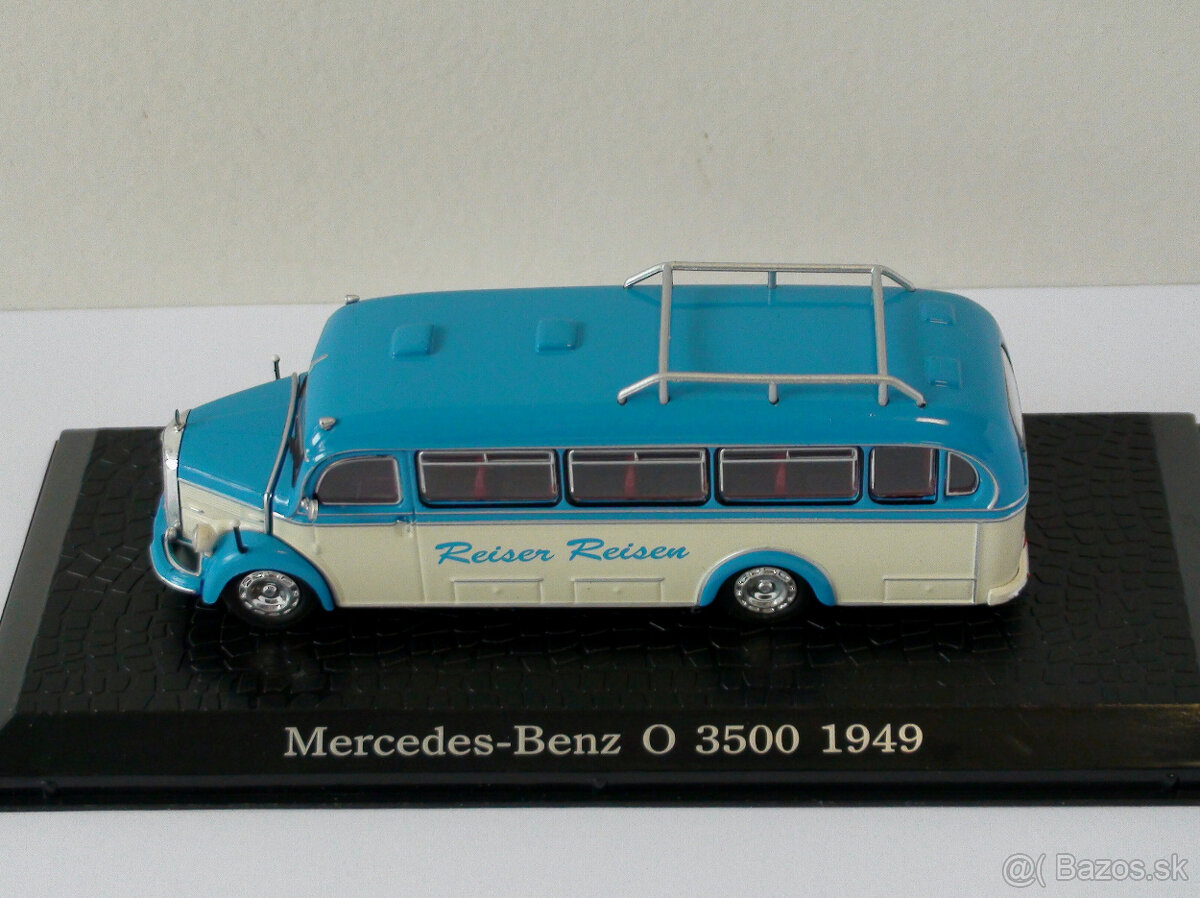 Reiser Reisen
Mercedes-Benz O 3500 1949
@( Bazos.sk